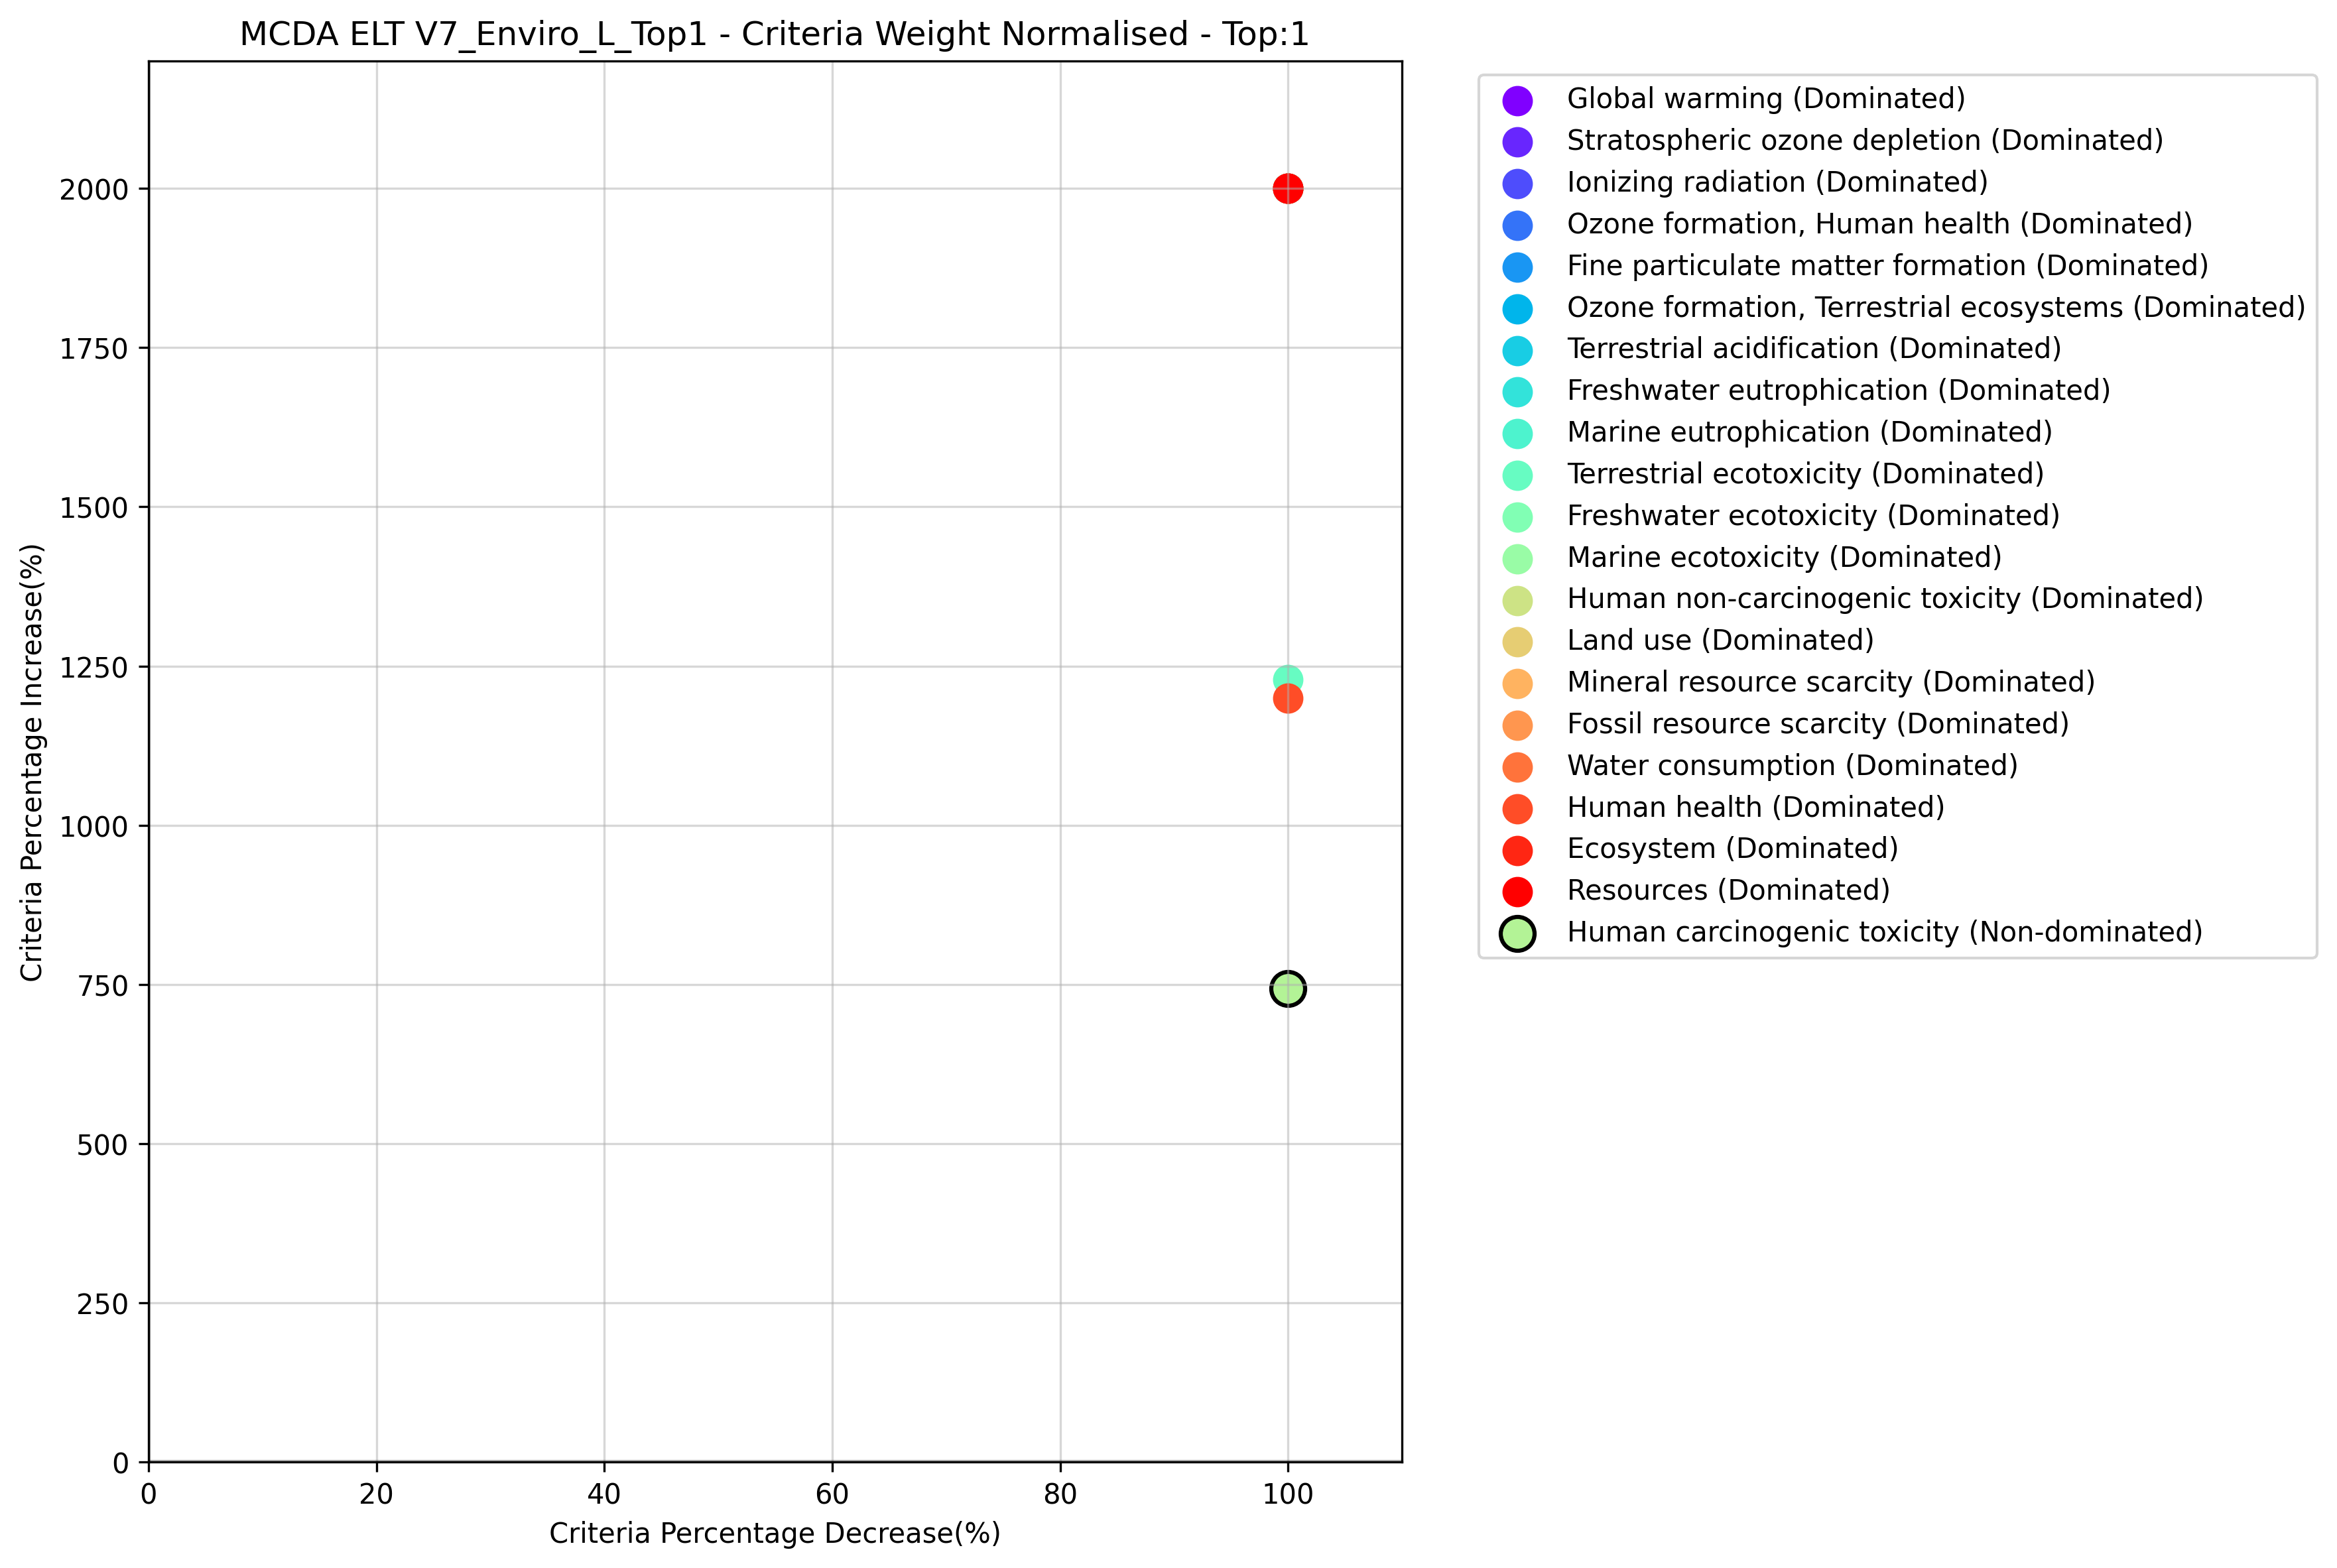 MCDA ELT V7_Enviro_L_Top1 - Criteria Weight Normalised - Top:1
Criteria Percentage Increase(%)
2000
1750
1500
1250
1000
750
500
250
0
0 20 40 60 80 100
Criteria Percentage Decrease(%)
Global warming (Dominated)
Stratospheric ozone depletion (Dominated)
Ionizing radiation (Dominated)
Ozone formation, Human health (Dominated)
Fine particulate matter formation (Dominated)
Ozone formation, Terrestrial ecosystems (Dominated)
Terrestrial acidification (Dominated)
Freshwater eutrophication (Dominated)
Marine eutrophication (Dominated)
Terrestrial ecotoxicity (Dominated)
Freshwater ecotoxicity (Dominated)
Marine ecotoxicity (Dominated)
Human non-carcinogenic toxicity (Dominated)
Land use (Dominated)
Mineral resource scarcity (Dominated)
Fossil resource scarcity (Dominated)
Water consumption (Dominated)
Human health (Dominated)
Ecosystem (Dominated)
Resources (Dominated)
Human carcinogenic toxicity (Non-dominated)